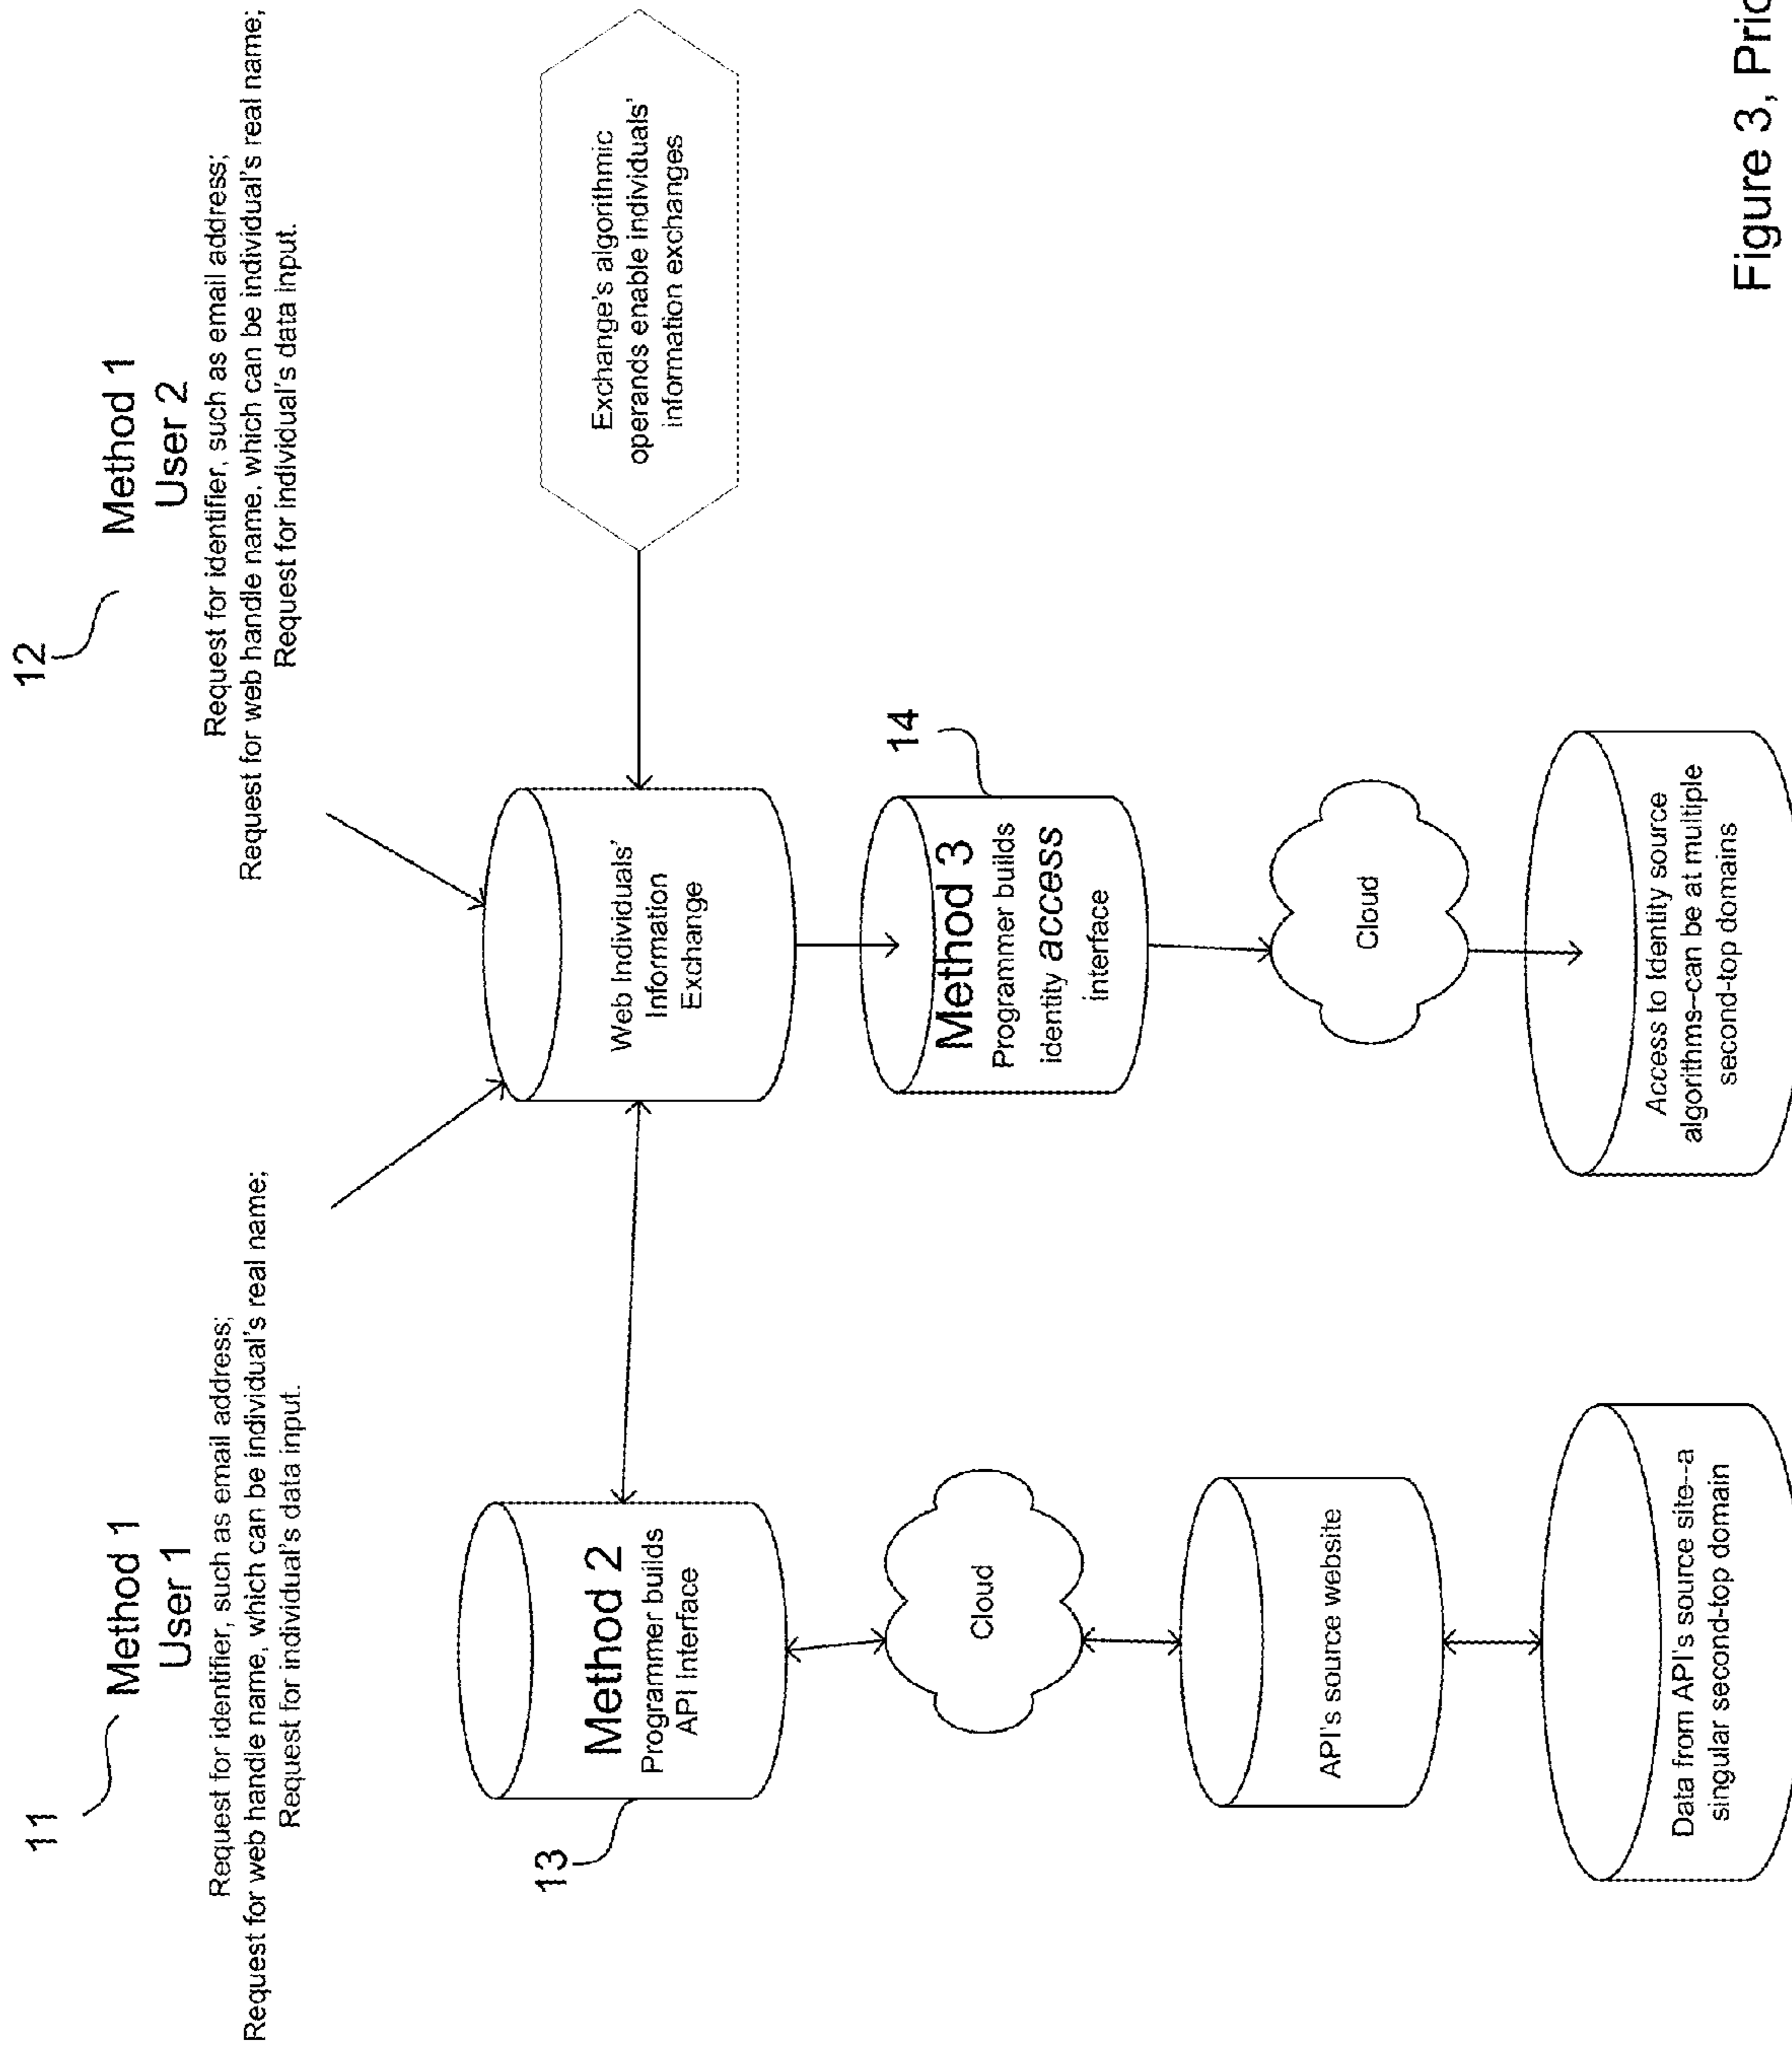 11
Method 1
User 1
Request for identifier, such as email address;
Request for web handle name, which can be individual's real name;
Request for individual's data input.
12
Method 1
User 2
Request for identifier, such as email address;
Request for web handle name, which can be individual's real name;
Request for individual's data input.
13
Method 2
Programmer builds
API Interface
Web Individuals'
Information
Exchange
Exchange's algorithmic
operands enable individuals'
information exchanges
Cloud
14
Method 3
Programmer builds
identity access
interface
API's source website
Cloud
Data from API's source site--a
singular second-top domain
Access to Identity source
algorithms--can be at multiple
second-top domains
Figure 3,